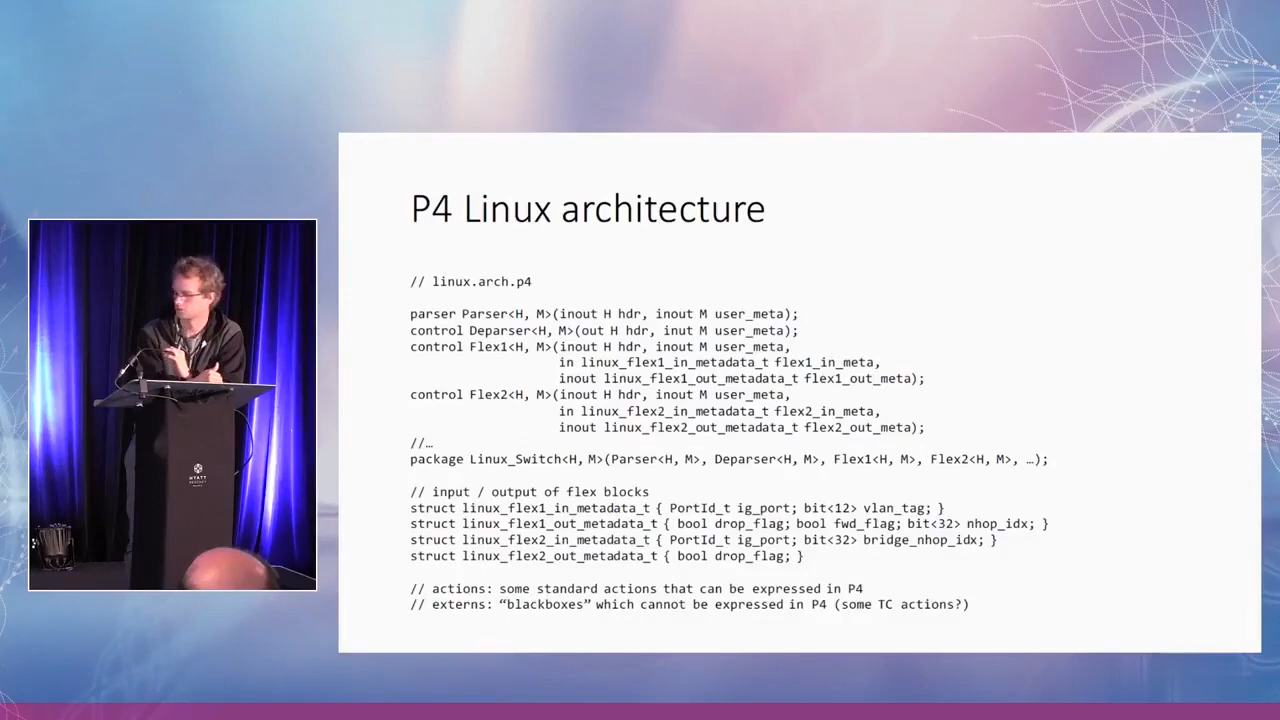 P4 Linux architecture
// linux.arch.p4
parser Parser<H, M>(inout H hdr, inout M user_meta);
control Deparser<H, M>(out H hdr, inut M user_meta);
control Flex1<H, M>(inout H hdr, inout M user_meta,
in linux_flex1_in_metadata_t flex1_in_meta,
inout linux_flex1_out_metadata_t flex1_out_meta);
control Flex2<H, M>(inout H hdr, inout M user_meta,
in linux_flex2_in_metadata_t flex2_in_meta,
inout linux_flex2_out_metadata_t flex2_out_meta);
//…
package Linux_Switch<H, M>(Parser<H, M>, Deparser<H, M>, Flex1<H, M>, Flex2<H, M>, …);
// input / output of flex blocks
struct linux_flex1_in_metadata_t { PortId_t ig_port; bit<12> vlan_tag; }
struct linux_flex1_out_metadata_t { bool drop_flag; bool fwd_flag; bit<32> nhop_idx; }
struct linux_flex2_in_metadata_t { PortId_t ig_port; bit<32> bridge_nhop_idx; }
struct linux_flex2_out_metadata_t { bool drop_flag; }
// actions: some standard actions that can be expressed in P4
// externs: “blackboxes” which cannot be expressed in P4 (some TC actions?)
HYATT
REGENCY